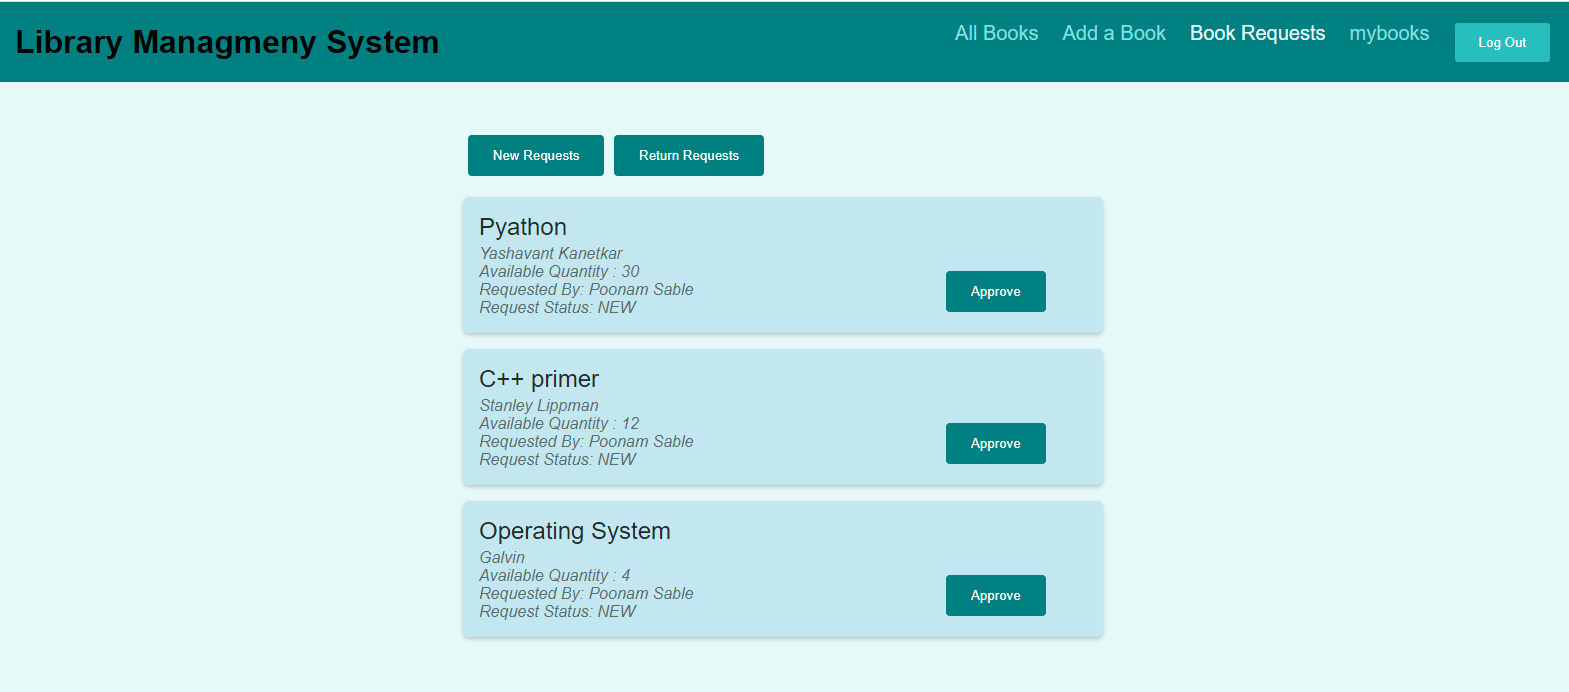 Library Managmeny System
All Books Add a Book Book Requests mybooks Log Out
New Requests Return Requests
Pyathon
Yashavant Kanetkar
Available Quantity : 30
Requested By: Poonam Sable
Approve
Request Status: NEW
C++ primer
Stanley Lippman
Available Quantity : 12
Requested By: Poonam Sable
Approve
Request Status: NEW
Operating System
Galvin
Available Quantity : 4
Requested By: Poonam Sable
Approve
Request Status: NEW